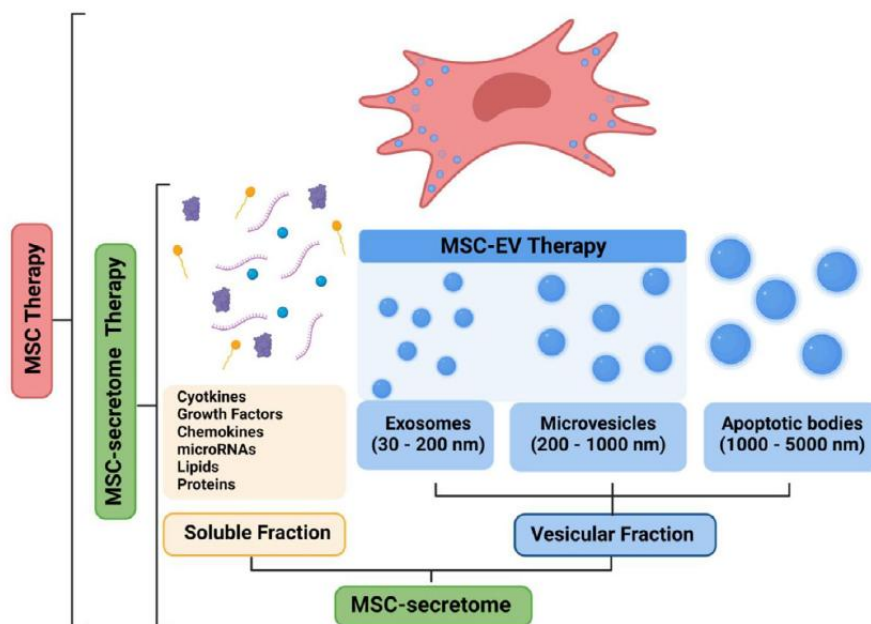 MSC Therapy
MSC-secretome Therapy
MSC-EV Therapy
Cyotkines
Growth Factors
Chemokines
microRNAs
Lipids
Proteins
Exosomes
(30 - 200 nm)
Microvesicles
(200 - 1000 nm)
Apoptotic bodies
(1000 - 5000 nm)
Soluble Fraction
Vesicular Fraction
MSC-secretome